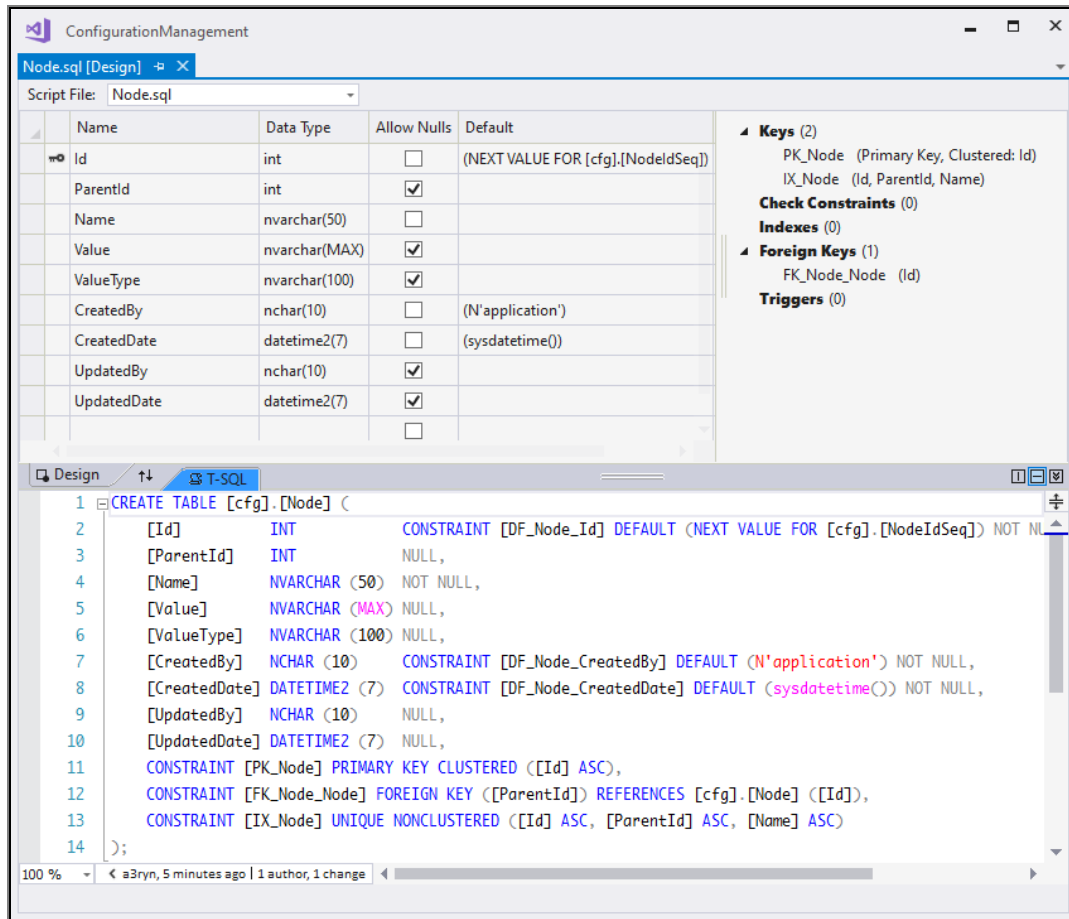 ConfigurationManagement
Node.sql [Design]
Script File: Node.sql
Name Data Type Allow Nulls Default
Id int (NEXT VALUE FOR [cfg].[NodeIdSeq])
ParentId int
Name nvarchar(50)
Value nvarchar(MAX)
ValueType nvarchar(100)
CreatedBy nchar(10) (N'application')
CreatedDate datetime2(7) (sysdatetime())
UpdatedBy nchar(10)
UpdatedDate datetime2(7)
Keys (2)
PK_Node (Primary Key, Clustered: Id)
IX_Node (Id, ParentId, Name)
Check Constraints (0)
Indexes (0)
Foreign Keys (1)
FK_Node_Node (Id)
Triggers (0)
Design T-SQL
1 CREATE TABLE [cfg].[Node] (
2 [Id] INT CONSTRAINT [DF_Node_Id] DEFAULT (NEXT VALUE FOR [cfg].[NodeIdSeq]) NOT NU
3 [ParentId] INT NULL,
4 [Name] NVARCHAR (50) NOT NULL,
5 [Value] NVARCHAR (MAX) NULL,
6 [ValueType] NVARCHAR (100) NULL,
7 [CreatedBy] NCHAR (10) CONSTRAINT [DF_Node_CreatedBy] DEFAULT (N'application') NOT NULL,
8 [CreatedDate] DATETIME2 (7) CONSTRAINT [DF_Node_CreatedDate] DEFAULT (sysdatetime()) NOT NULL,
9 [UpdatedBy] NCHAR (10) NULL,
10 [UpdatedDate] DATETIME2 (7) NULL,
11 CONSTRAINT [PK_Node] PRIMARY KEY CLUSTERED ([Id] ASC),
12 CONSTRAINT [FK_Node_Node] FOREIGN KEY ([ParentId]) REFERENCES [cfg].[Node] ([Id]),
13 CONSTRAINT [IX_Node] UNIQUE NONCLUSTERED ([Id] ASC, [ParentId] ASC, [Name] ASC)
14 );
100 % a3ryn, 5 minutes ago | 1 author, 1 change